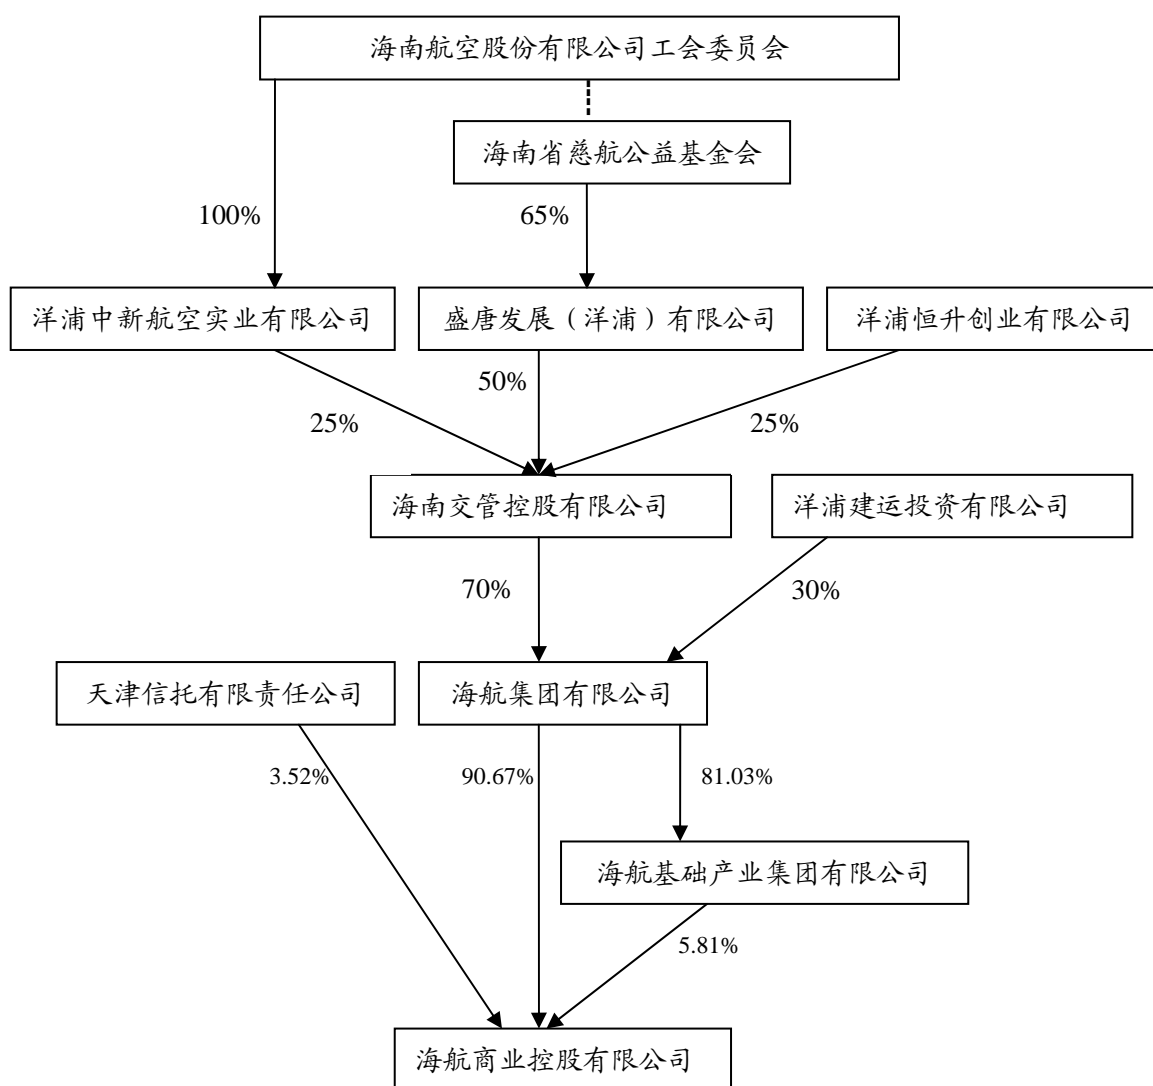 海南航空股份有限公司工会委员会
海南省慈航公益基金会
100%
65%
洋浦中新航空实业有限公司
盛唐发展（洋浦）有限公司
洋浦恒升创业有限公司
50%
25%
25%
海南交管控股有限公司
洋浦建运投资有限公司
70%
30%
天津信托有限责任公司
海航集团有限公司
3.52%
90.67%
81.03%
海航基础产业集团有限公司
5.81%
海航商业控股有限公司